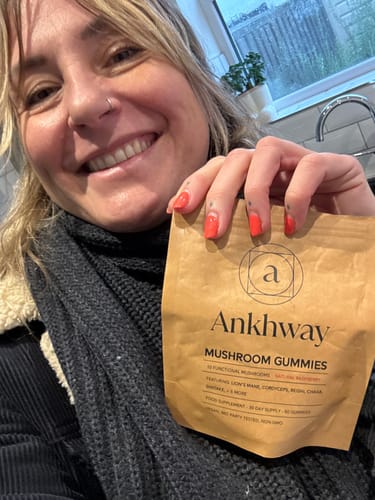 a
Ankhway
MUSHROOM GUMMIES
10 FUNCTIONAL MUSHROOMS - NATURAL RASPBERRY
FEATURING: LION'S MANE, CORDYCEPS, REISHI, CHAGA,
SHIITAKE, + 5 MORE
FOOD SUPPLEMENT - 30 DAY SUPPLY - 60 GUMMIES
VEGAN, 3RD PARTY TESTED, NON-GMO